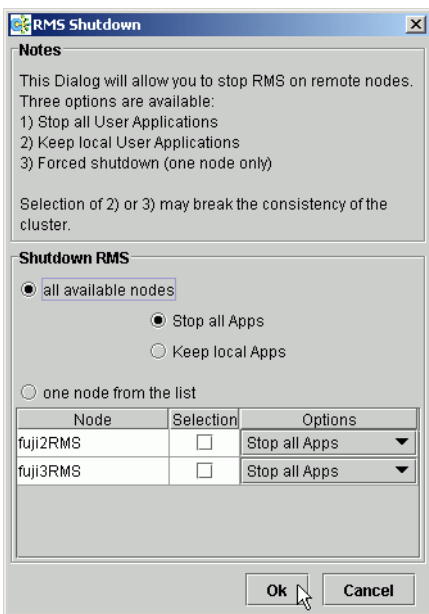 RMS Shutdown
Notes
This Dialog will allow you to stop RMS on remote nodes.
Three options are available:
1) Stop all User Applications
2) Keep local User Applications
3) Forced shutdown (one node only)
Selection of 2) or 3) may break the consistency of the
cluster.
Shutdown RMS
all available nodes
Stop all Apps
Keep local Apps
one node from the list
Node Selection Options
fuji2RMS Stop all Apps
fuji3RMS Stop all Apps
Ok Cancel